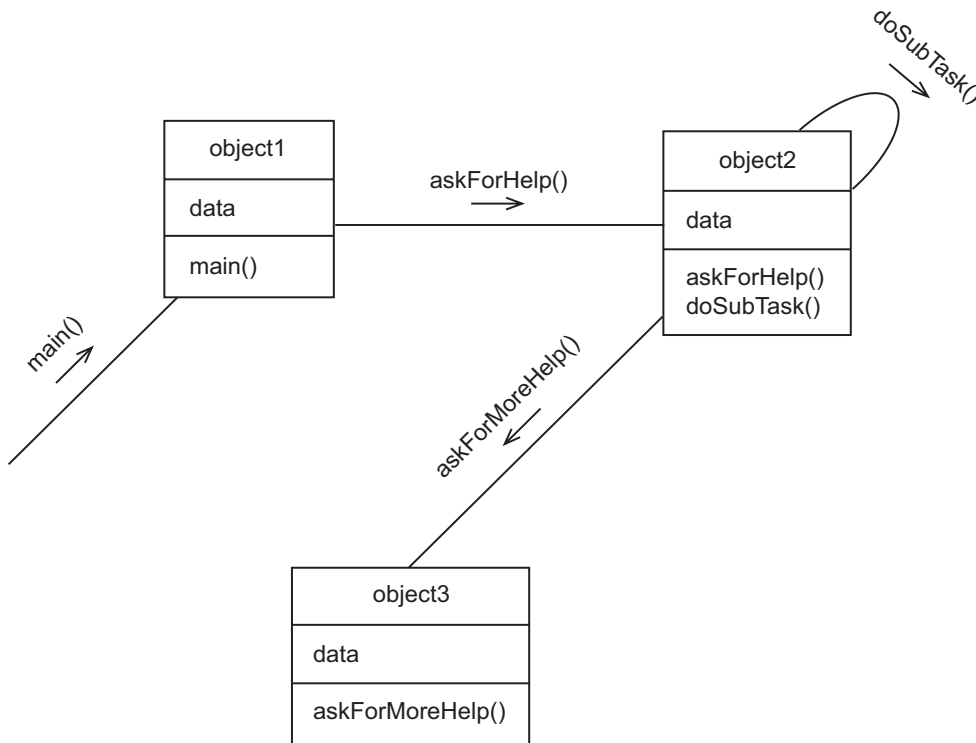 doSubTask()
object1
data
main()
main()
askForHelp()
object2
data
askForHelp()
doSubTask()
askForMoreHelp()
object3
data
askForMoreHelp()